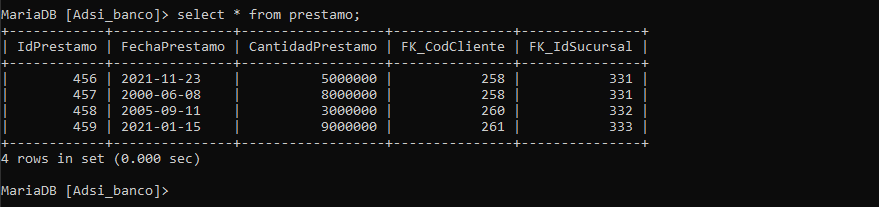 MariaDB [Adsi_banco]> select * from prestamo;
+------------+---------------+------------------+---------------+---------------+
| IdPrestamo | FechaPrestamo | CantidadPrestamo | FK_CodCliente | FK_IdSucursal |
+------------+---------------+------------------+---------------+---------------+
|        456 | 2021-11-23    |          5000000 |           258 |           331 |
|        457 | 2000-06-08    |          8000000 |           258 |           331 |
|        458 | 2005-09-11    |          3000000 |           260 |           332 |
|        459 | 2021-01-15    |          9000000 |           261 |           333 |
+------------+---------------+------------------+---------------+---------------+
4 rows in set (0.000 sec)
MariaDB [Adsi_banco]>